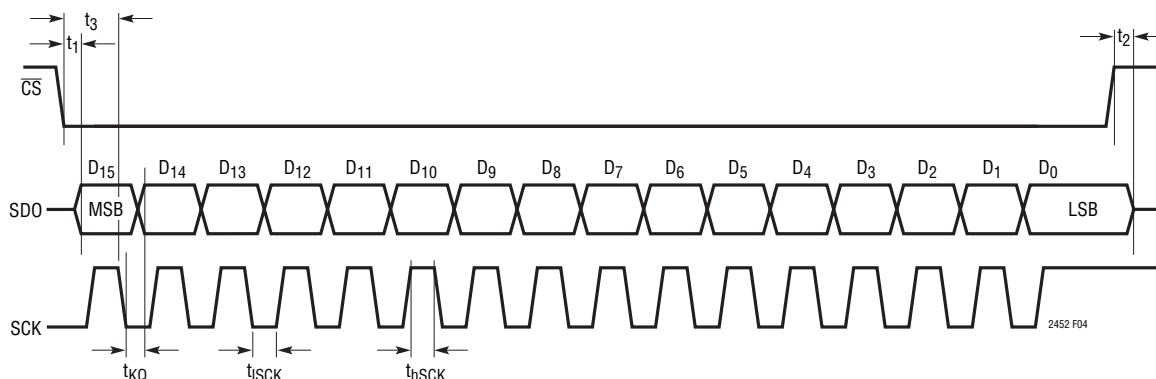 t3
t1
t2
CS
D15
D14
D13
D12
D11
D10
D9
D8
D7
D6
D5
D4
D3
D2
D1
D0
SDO
MSB
LSB
SCK
2452 F04
tKQ
tlSCK
thSCK